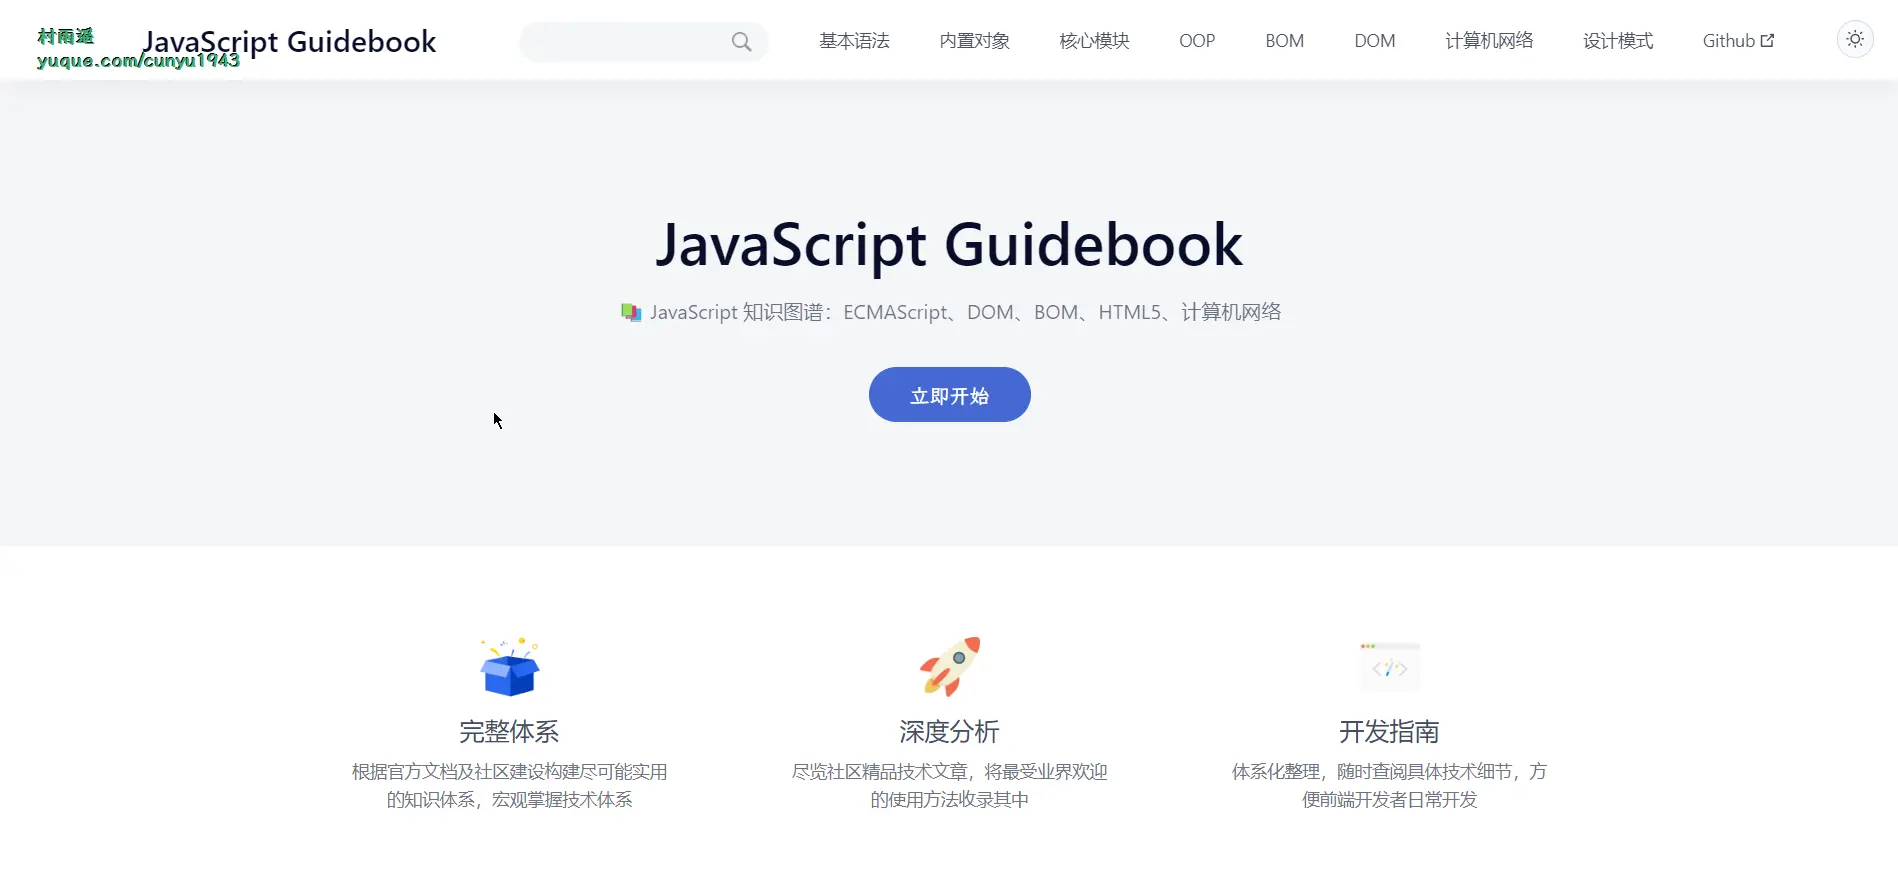 村雨遥
yuque.com/cunyu1943
JavaScript Guidebook
基本语法 内置对象 核心模块 OOP BOM DOM 计算机网络 设计模式 Github
JavaScript Guidebook
JavaScript 知识图谱：ECMAScript、DOM、BOM、HTML5、计算机网络
立即开始
完整体系
根据官方文档及社区建设构建尽可能实用
的知识体系，宏观掌握技术体系
深度分析
尽览社区精品技术文章，将最受业界欢迎
的使用方法收录其中
开发指南
体系化整理，随时查阅具体技术细节，方
便前端开发者日常开发